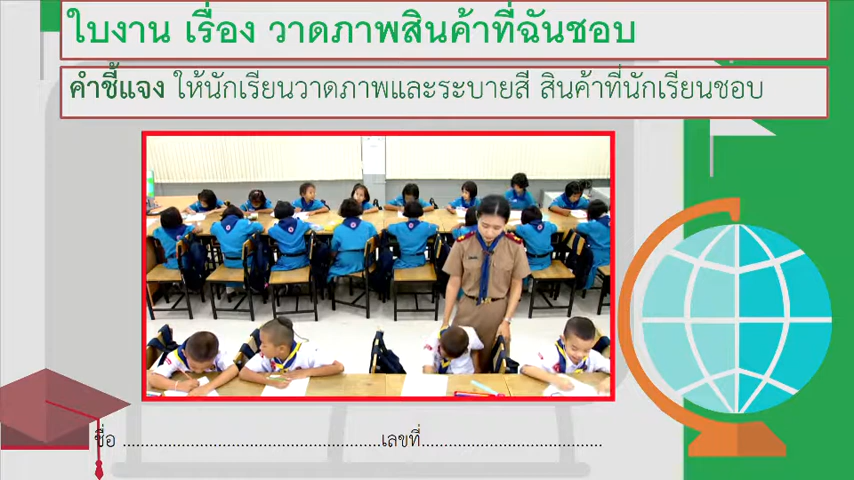 ใบงาน เรื่อง วาดภาพสินค้าที่ฉันชอบ
คำชี้แจง ให้นักเรียนวาดภาพและระบายสี สินค้าที่นักเรียนชอบ
ชื่อ ......................................................เลขที่......................................